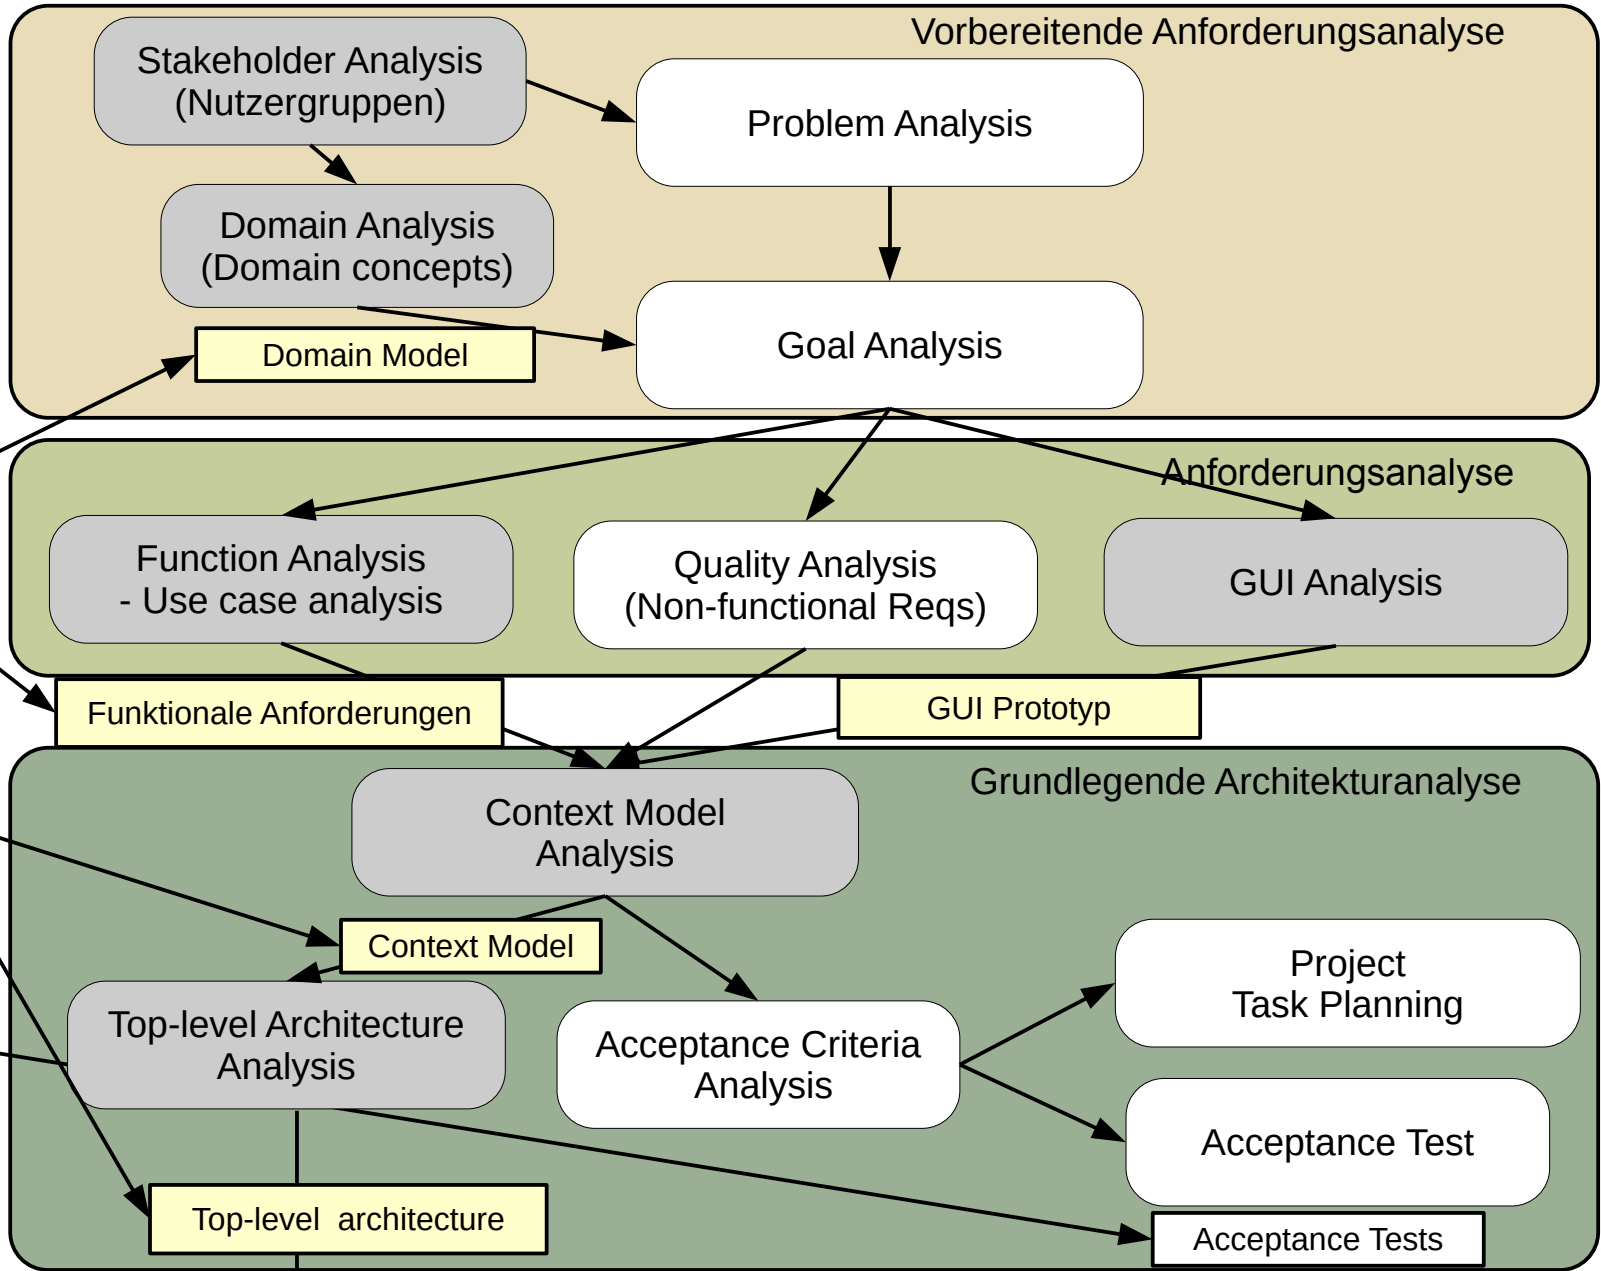 Vorbereitende Anforderungsanalyse
Stakeholder Analysis
(Nutzergruppen)
Problem Analysis
Domain Analysis
(Domain concepts)
Domain Model
Goal Analysis
Anforderungsanalyse
Function Analysis
- Use case analysis
Quality Analysis
(Non-functional Reqs)
GUI Analysis
Funktionale Anforderungen
GUI Prototyp
Grundlegende Architekturanalyse
Context Model
Analysis
Context Model
Top-level Architecture
Analysis
Acceptance Criteria
Analysis
Project
Task Planning
Acceptance Test
Top-level architecture
Acceptance Tests